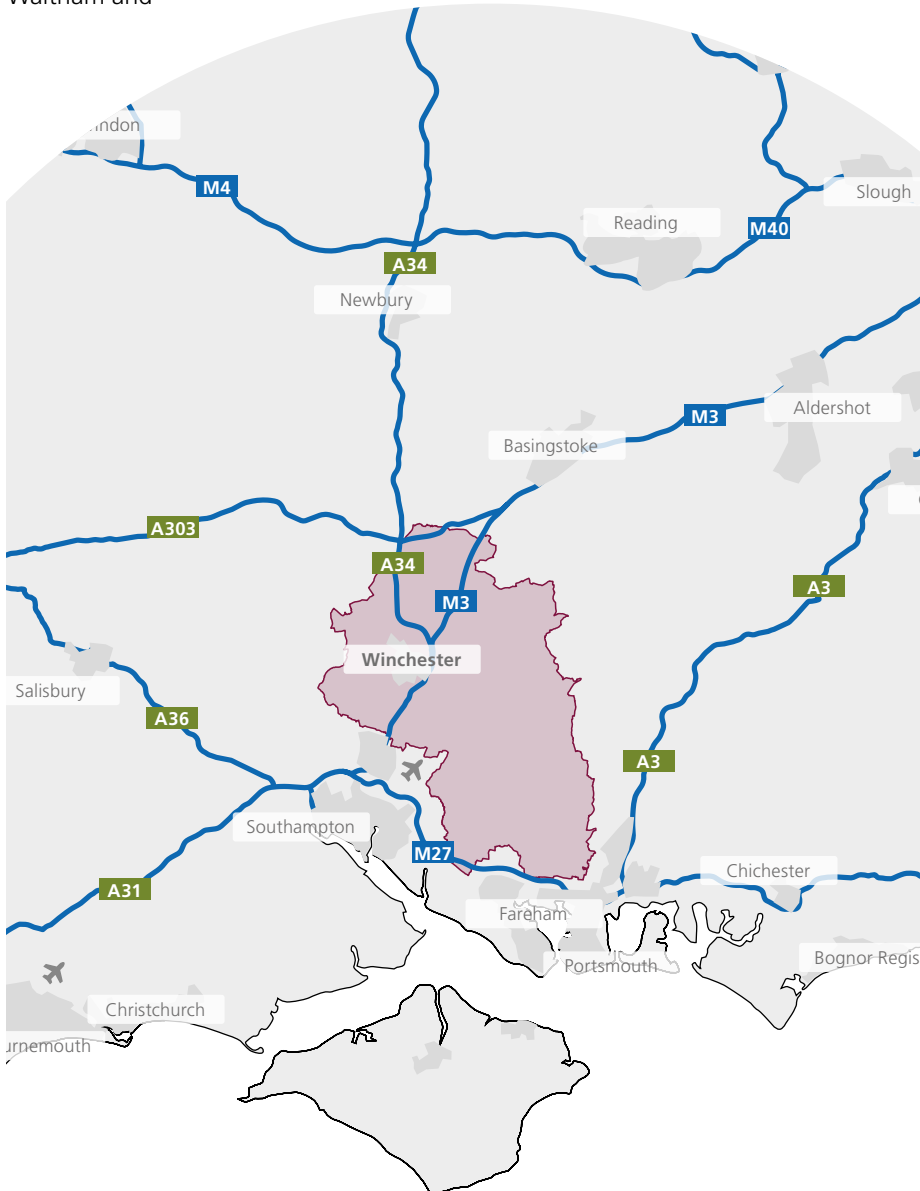 Waltham and
indon
M4
Slough
Reading
M40
A34
Newbury
Aldershot
M3
Basingstoke
A303
A34
A3
M3
Winchester
Salisbury
A36
A3
Southampton
M27
Chichester
A31
Fareham
Bognor Regis
Portsmouth
Christchurch
urnemouth